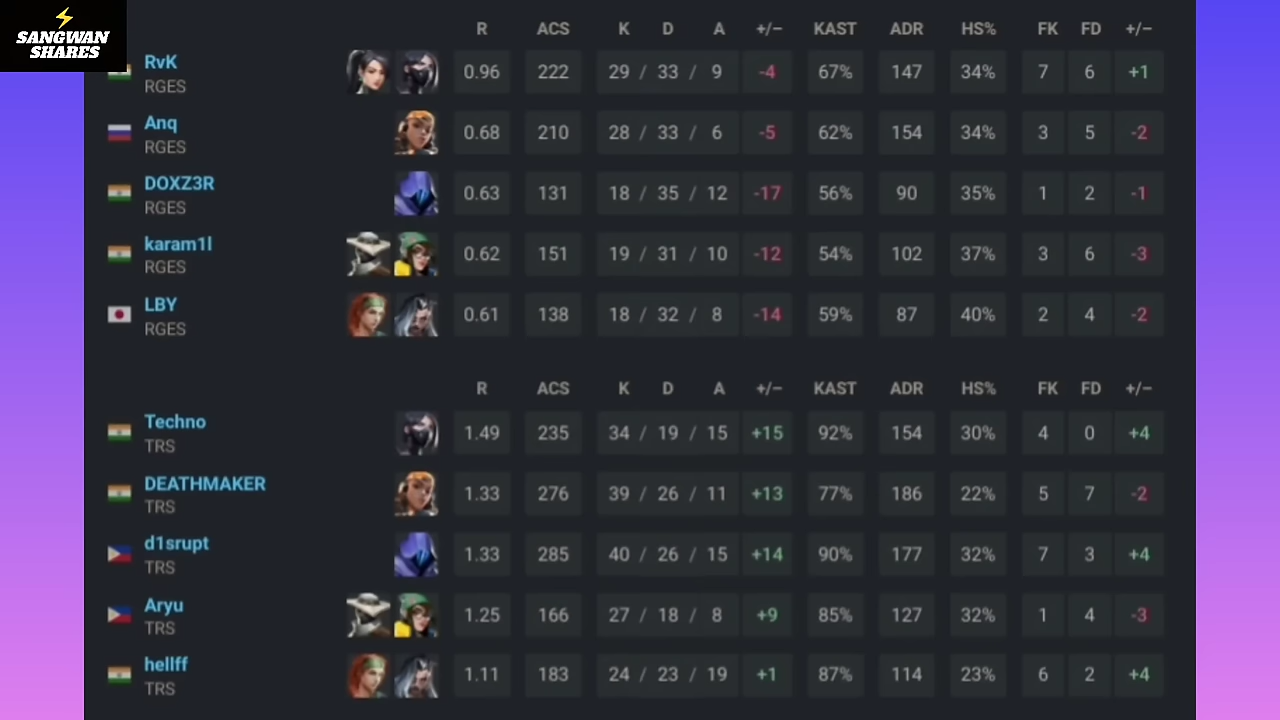 SANGWAN
SHARES
R ACS K D A +/– KAST ADR HS% FK FD +/–
RvK
RGES
0.96 222 29 / 33 / 9 -4 67% 147 34% 7 6 +1
Anq
RGES
0.68 210 28 / 33 / 6 -5 62% 154 34% 3 5 -2
DOXZ3R
RGES
0.63 131 18 / 35 / 12 -17 56% 90 35% 1 2 -1
karam1l
RGES
0.62 151 19 / 31 / 10 -12 54% 102 37% 3 6 -3
LBY
RGES
0.61 138 18 / 32 / 8 -14 59% 87 40% 2 4 -2
R ACS K D A +/– KAST ADR HS% FK FD +/–
Techno
TRS
1.49 235 34 / 19 / 15 +15 92% 154 30% 4 0 +4
DEATHMAKER
TRS
1.33 276 39 / 26 / 11 +13 77% 186 22% 5 7 -2
d1srupt
TRS
1.33 285 40 / 26 / 15 +14 90% 177 32% 7 3 +4
Aryu
TRS
1.25 166 27 / 18 / 8 +9 85% 127 32% 1 4 -3
hellff
TRS
1.11 183 24 / 23 / 19 +1 87% 114 23% 6 2 +4